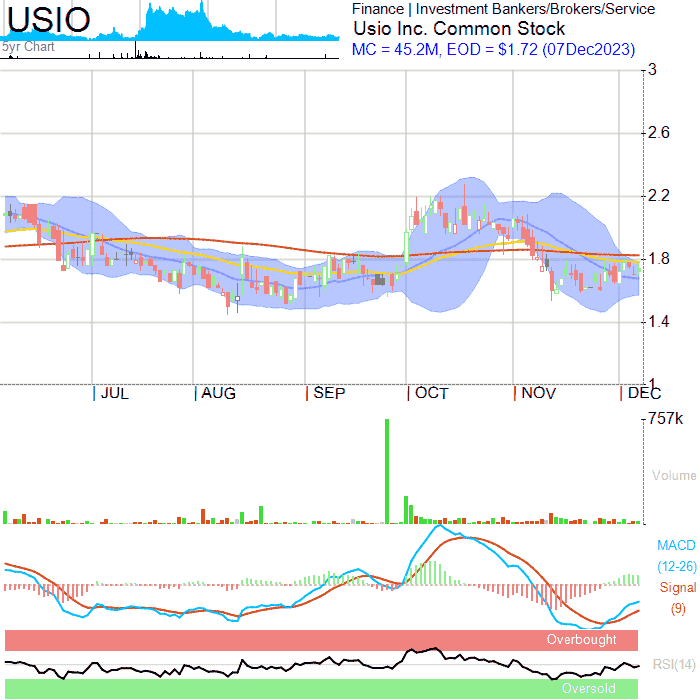 USIO
5yr Chart
Finance | Investment Bankers/Brokers/Service
Usio Inc. Common Stock
MC = 45.2M, EOD = $1.72 (07Dec2023)
3
2.6
2.2
1.8
1.4
1
JUL AUG SEP OCT NOV DEC
757k
Volume
MACD
(12-26)
Signal
(9)
Overbought
RSI(14)
Oversold